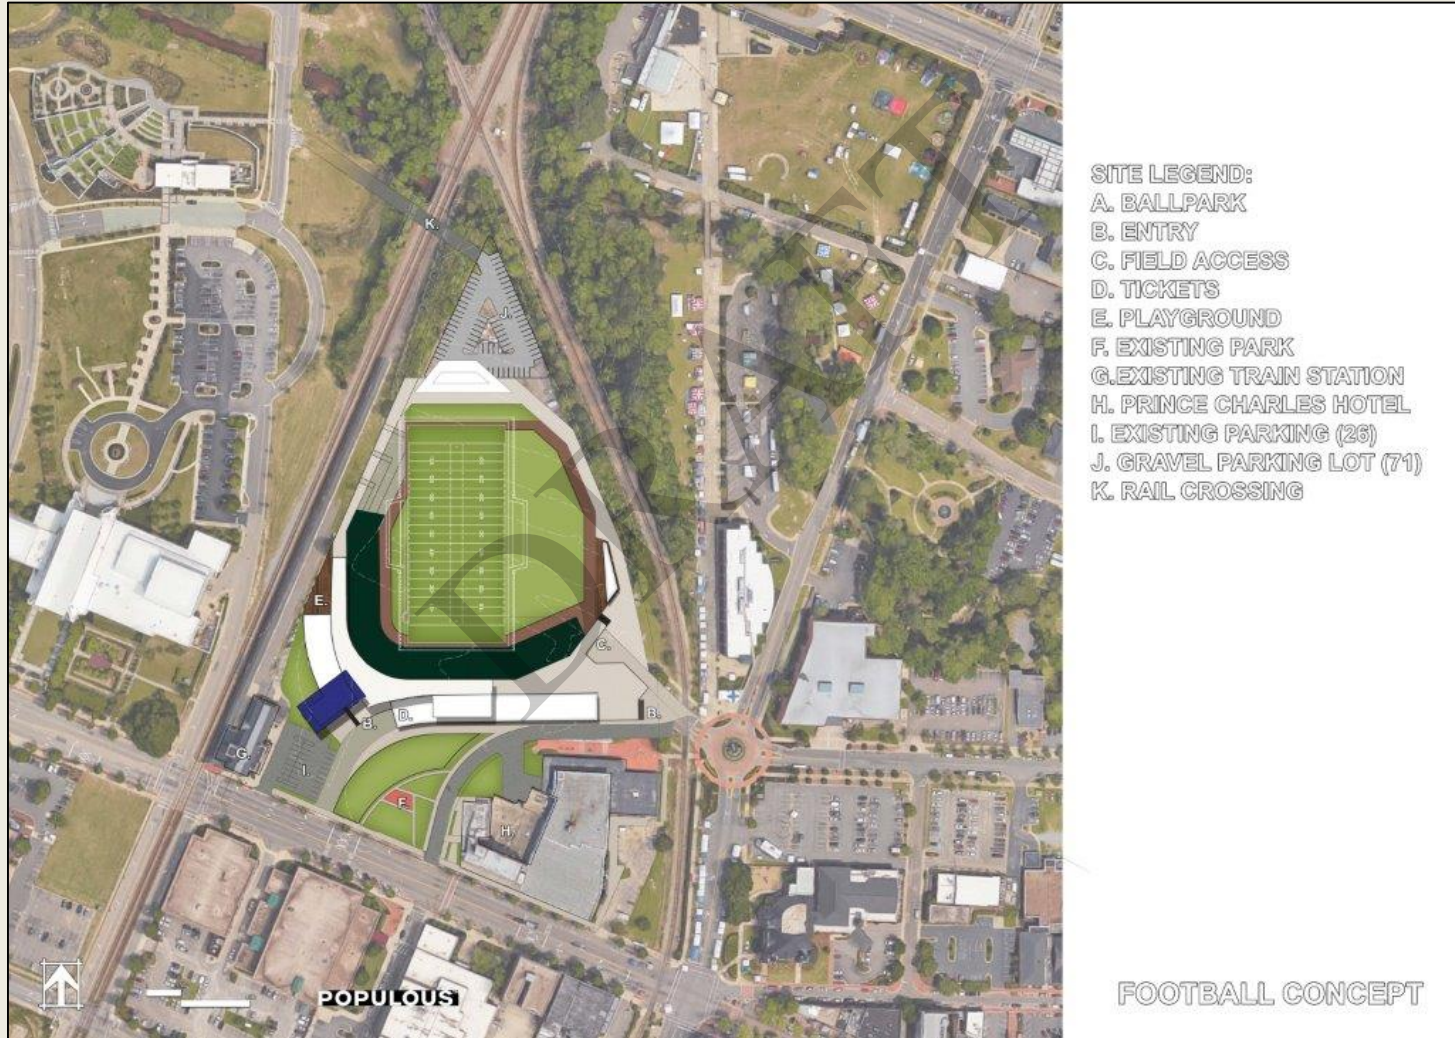 K.
J.
E.
C.
B.
D.
B.
G.
I.
F.
H.
DRAFT
SITE LEGEND:
A. BALLPARK
B. ENTRY
C. FIELD ACCESS
D. TICKETS
E. PLAYGROUND
F. EXISTING PARK
G.EXISTING TRAIN STATION
H. PRINCE CHARLES HOTEL
I. EXISTING PARKING (26)
J. GRAVEL PARKING LOT (71)
K. RAIL CROSSING
POPULOUS
FOOTBALL CONCEPT